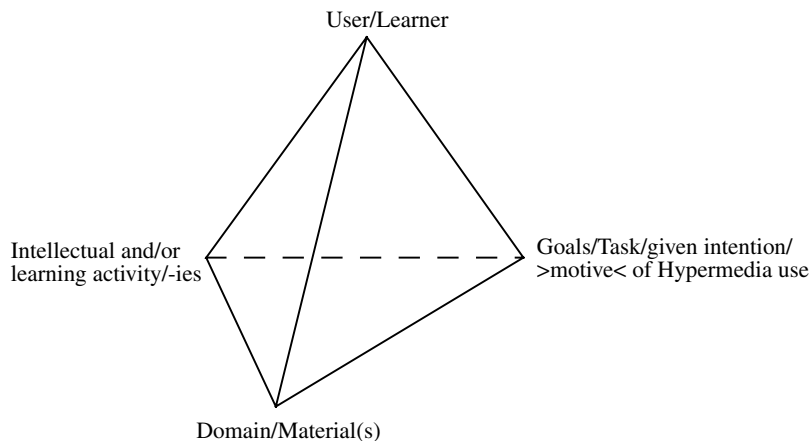 User/Learner
Intellectual and/or
learning activity/-ies
Goals/Task/given intention/
>motive< of Hypermedia use
Domain/Material(s)